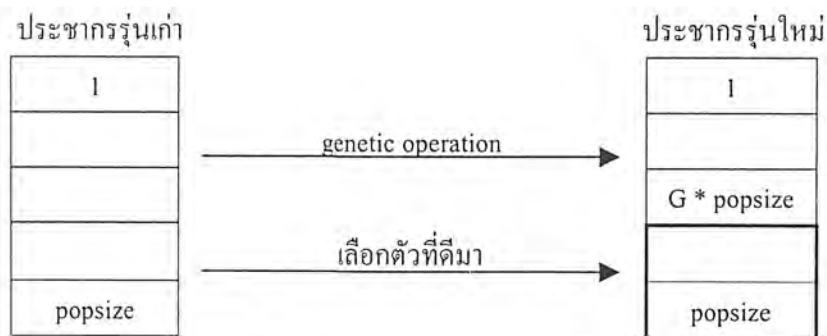 ประชากรรุ่นเก่า
ประชากรรุ่นใหม่
1
1
genetic operation
G * popsize
เลือกตัวที่ดีมา
popsize
popsize